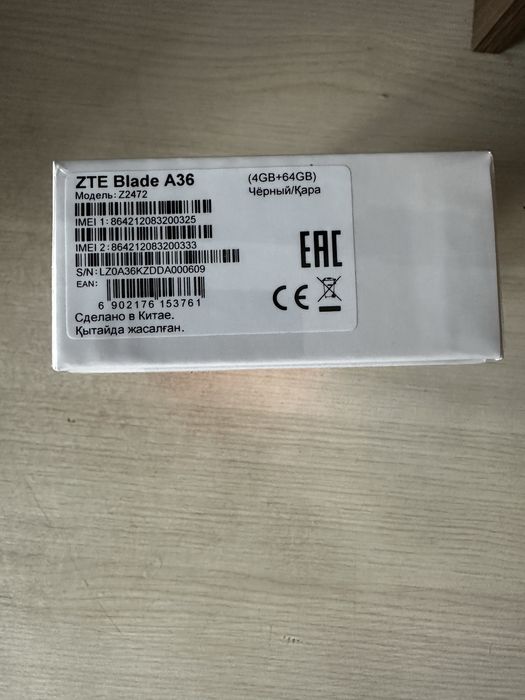 ZTE Blade A36
(4GB+64GB)
Модель: Z2472
Чёрный/Қара
IMEI 1: 864212083200325
IMEI 2: 864212083200333
S/N: LZ0A36KZDDA000609
EAN:
6 902176 153761
Сделано в Китае.
Қытайда жасалған.
EAC
CE